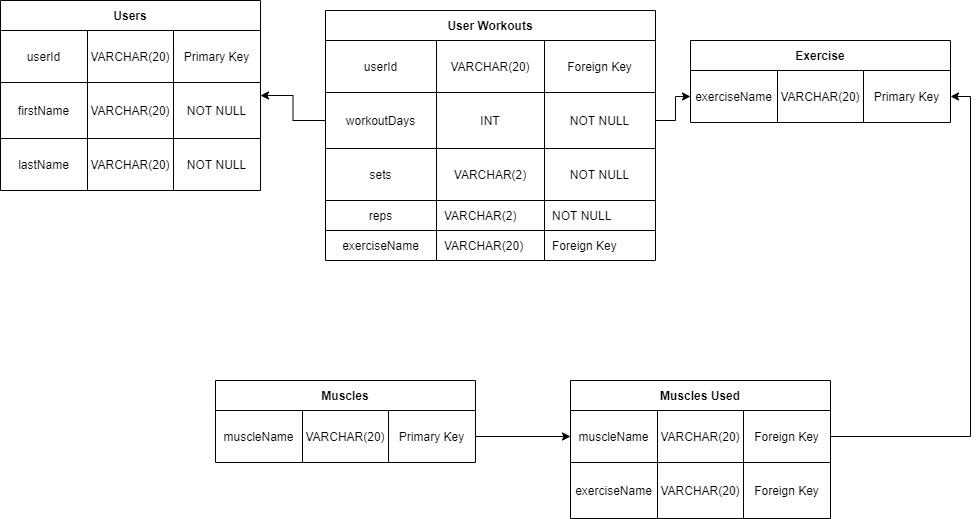 Users
userId VARCHAR(20) Primary Key
firstName VARCHAR(20) NOT NULL
lastName VARCHAR(20) NOT NULL
User Workouts
userId VARCHAR(20) Foreign Key
workoutDays INT NOT NULL
sets VARCHAR(2) NOT NULL
reps VARCHAR(2) NOT NULL
exerciseName VARCHAR(20) Foreign Key
Exercise
exerciseName VARCHAR(20) Primary Key
Muscles
muscleName VARCHAR(20) Primary Key
Muscles Used
muscleName VARCHAR(20) Foreign Key
exerciseName VARCHAR(20) Foreign Key